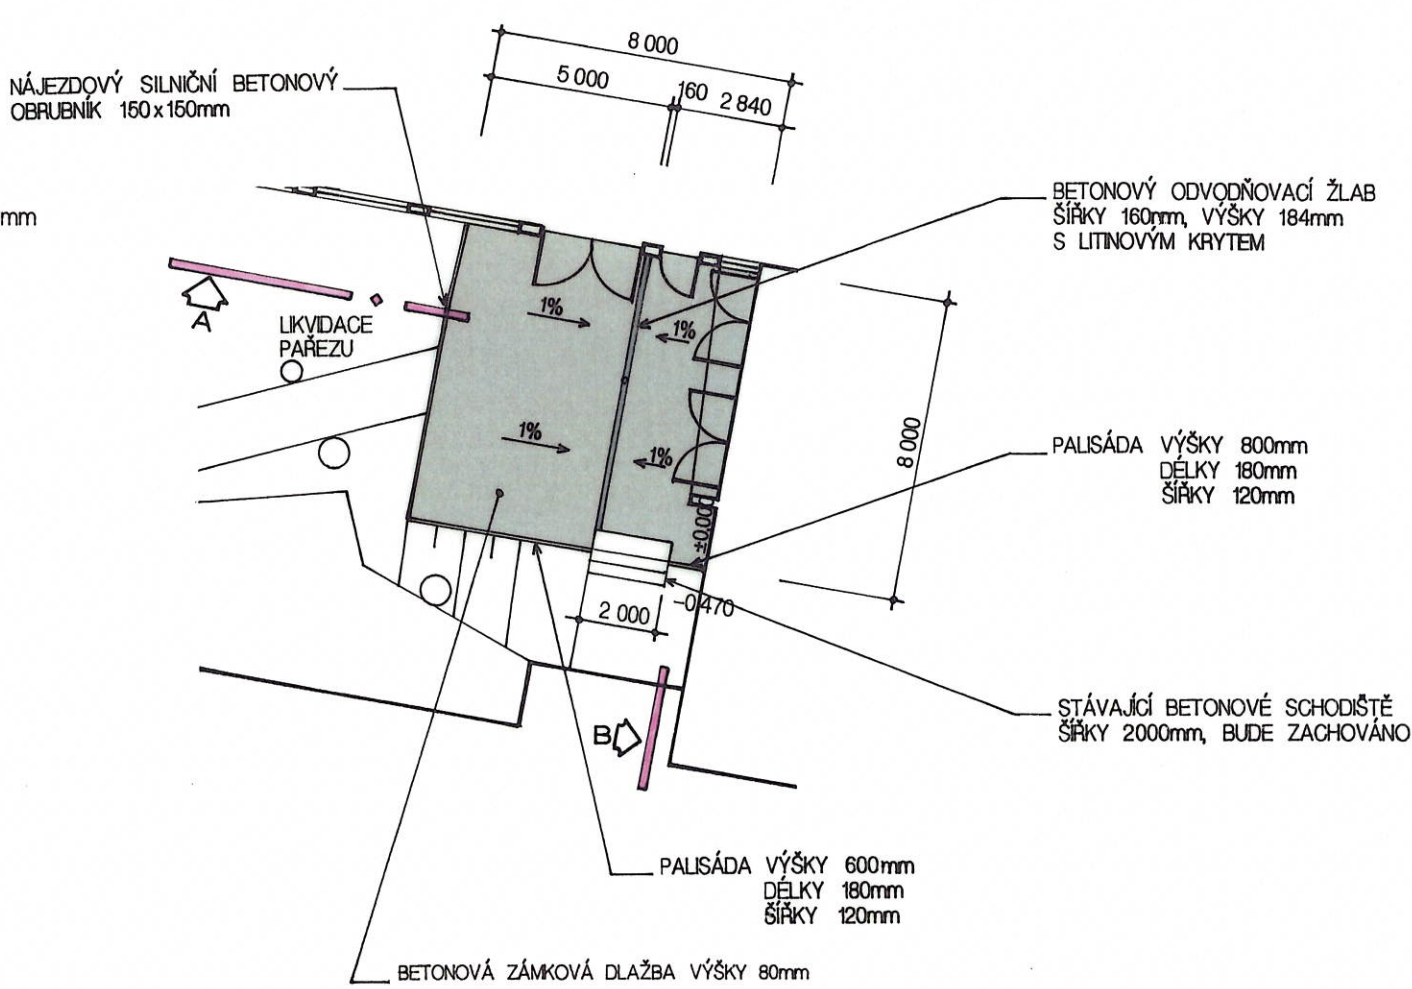 8 000
5 000
160
2 840
NÁJEZDOVÝ SILNIČNÍ BETONOVÝ
OBRUBNÍK 150x150mm
mm
BETONOVÝ ODVODŇOVACÍ ŽLAB
ŠÍŘKY 160mm, VÝŠKY 184mm
S LITINOVÝM KRYTEM
A
LIKVIDACE
PAŘEZU
1%
1%
1%
1%
8 000
PALISÁDA VÝŠKY 800mm
DÉLKY 180mm
ŠÍŘKY 120mm
±0,00
-0,470
2 000
B
STÁVAJÍCÍ BETONOVÉ SCHODIŠTĚ
ŠÍŘKY 2000mm, BUDE ZACHOVÁNO
PALISÁDA VÝŠKY 600mm
DÉLKY 180mm
ŠÍŘKY 120mm
BETONOVÁ ZÁMKOVÁ DLAŽBA VÝŠKY 80mm